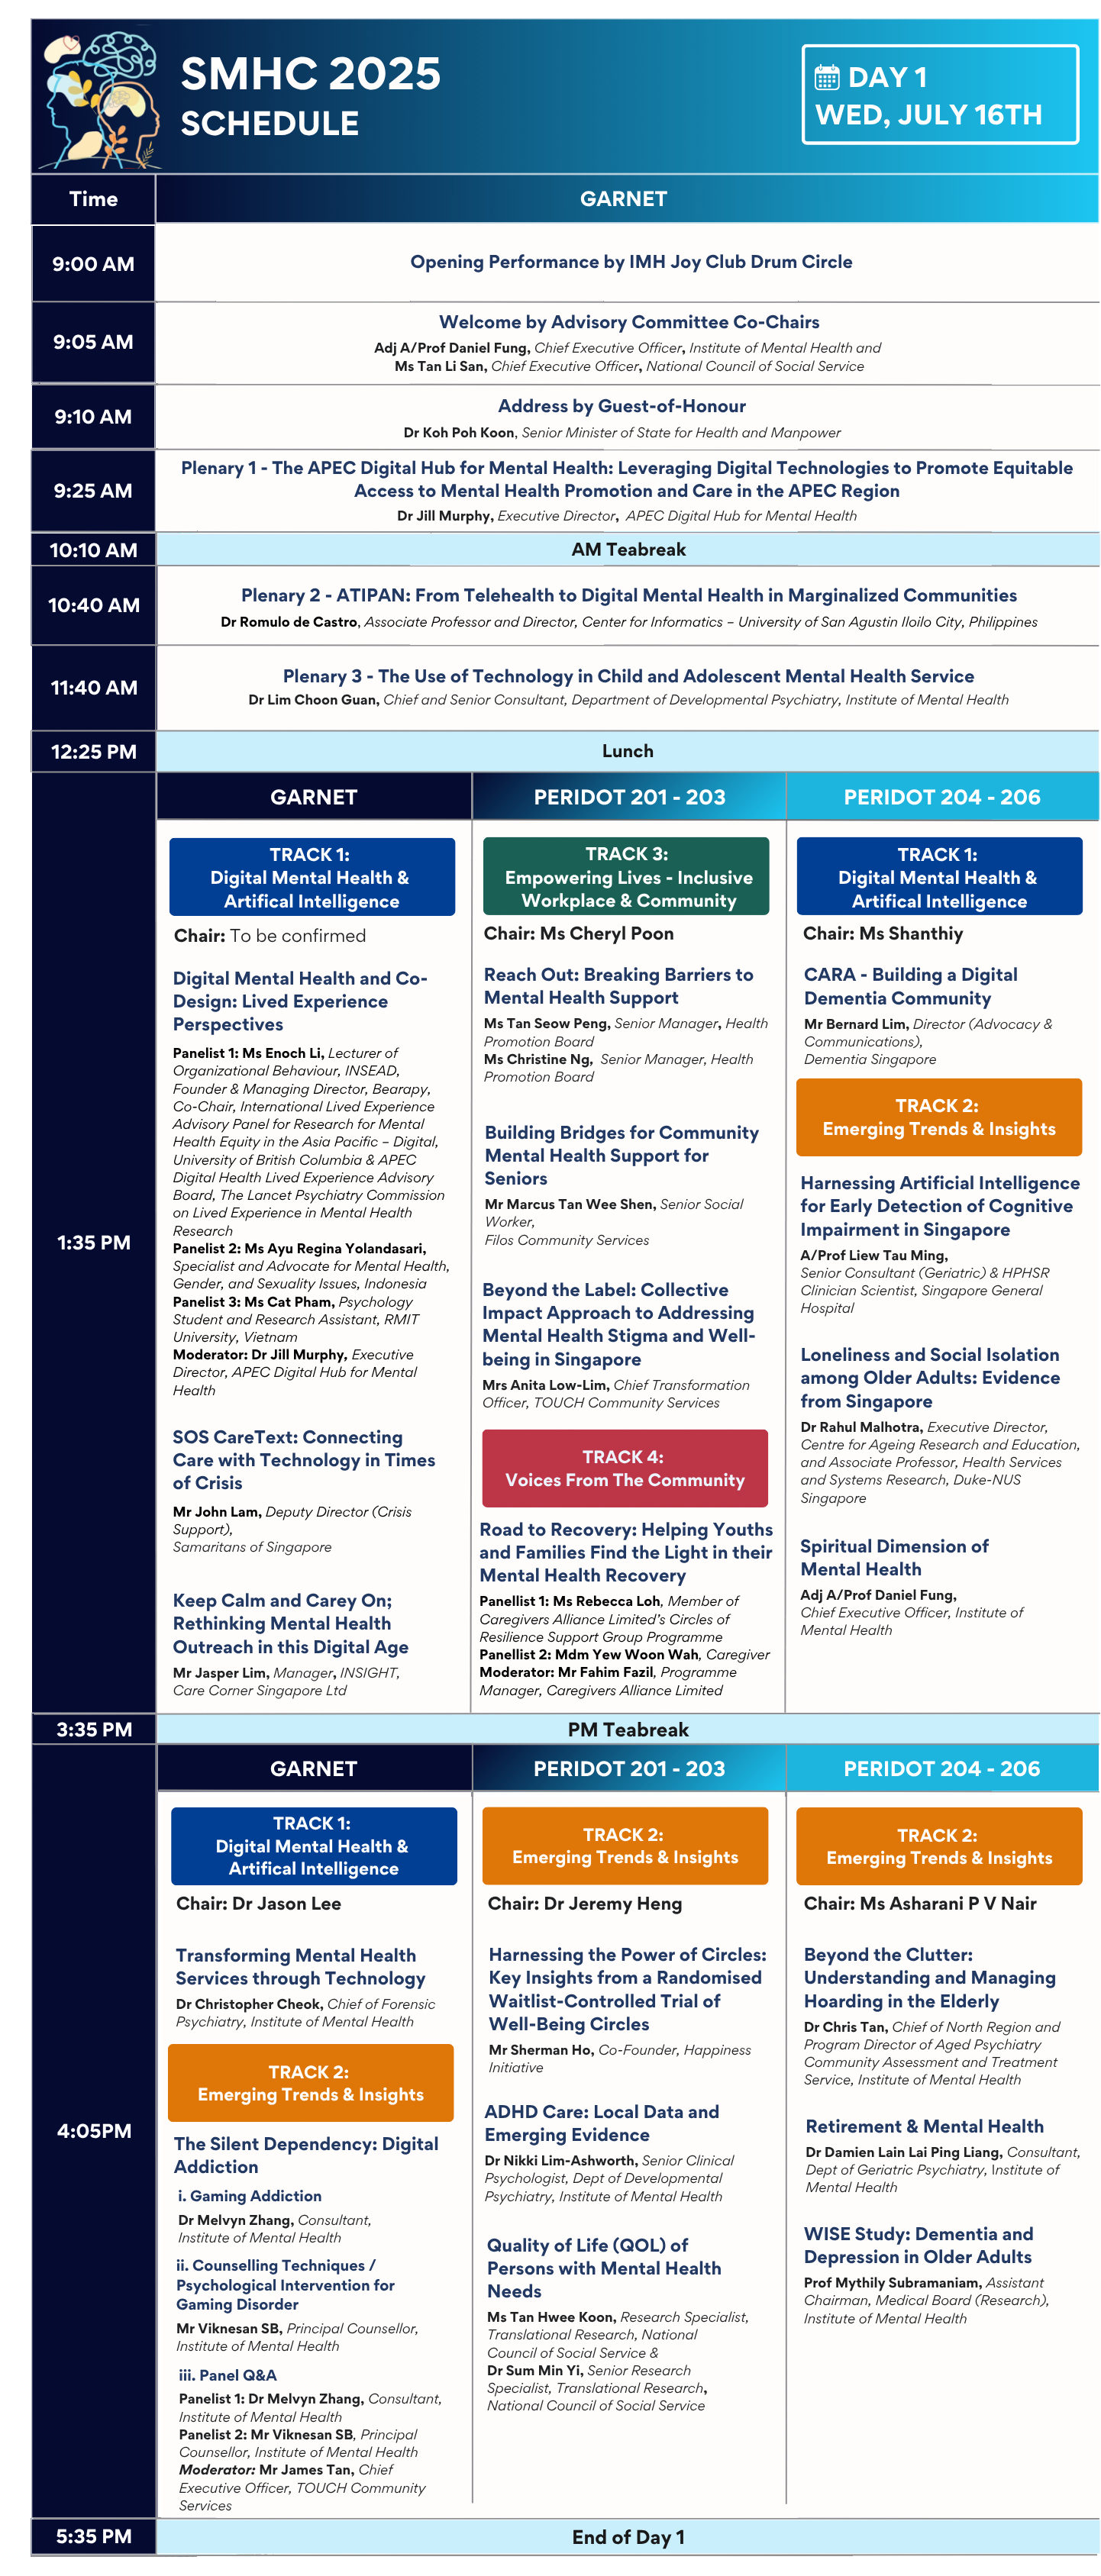 SMHC 2025
SCHEDULE
DAY 1
WED, JULY 16TH
Time
GARNET
9:00 AM
Opening Performance by IMH Joy Club Drum Circle
9:05 AM
Welcome by Advisory Committee Co-Chairs
Adj A/Prof Daniel Fung, Chief Executive Officer, Institute of Mental Health and
Ms Tan Li San, Chief Executive Officer, National Council of Social Service
9:10 AM
Address by Guest-of-Honour
Dr Koh Poh Koon, Senior Minister of State for Health and Manpower
9:25 AM
Plenary 1 - The APEC Digital Hub for Mental Health: Leveraging Digital Technologies to Promote Equitable
Access to Mental Health Promotion and Care in the APEC Region
Dr Jill Murphy, Executive Director, APEC Digital Hub for Mental Health
10:10 AM
AM Teabreak
10:40 AM
Plenary 2 - ATIPAN: From Telehealth to Digital Mental Health in Marginalized Communities
Dr Romulo de Castro, Associate Professor and Director, Center for Informatics – University of San Agustin Iloilo City, Philippines
11:40 AM
Plenary 3 - The Use of Technology in Child and Adolescent Mental Health Service
Dr Lim Choon Guan, Chief and Senior Consultant, Department of Developmental Psychiatry, Institute of Mental Health
12:25 PM
Lunch
1:35 PM
GARNET
TRACK 1:
Digital Mental Health &
Artifical Intelligence
Chair: To be confirmed
Digital Mental Health and Co-
Design: Lived Experience
Perspectives
Panelist 1: Ms Enoch Li, Lecturer of
Organizational Behaviour, INSEAD,
Founder & Managing Director, Bearapy,
Co-Chair, International Lived Experience
Advisory Panel for Research for Mental
Health Equity in the Asia Pacific – Digital,
University of British Columbia & APEC
Digital Health Lived Experience Advisory
Board, The Lancet Psychiatry Commission
on Lived Experience in Mental Health
Research
Panelist 2: Ms Ayu Regina Yolandasari,
Specialist and Advocate for Mental Health,
Gender, and Sexuality Issues, Indonesia
Panelist 3: Ms Cat Pham, Psychology
Student and Research Assistant, RMIT
University, Vietnam
Moderator: Dr Jill Murphy, Executive
Director, APEC Digital Hub for Mental
Health
SOS CareText: Connecting
Care with Technology in Times
of Crisis
Mr John Lam, Deputy Director (Crisis
Support),
Samaritans of Singapore
Keep Calm and Carey On;
Rethinking Mental Health
Outreach in this Digital Age
Mr Jasper Lim, Manager, INSIGHT,
Care Corner Singapore Ltd
PERIDOT 201 - 203
TRACK 3:
Empowering Lives - Inclusive
Workplace & Community
Chair: Ms Cheryl Poon
Reach Out: Breaking Barriers to
Mental Health Support
Ms Tan Seow Peng, Senior Manager, Health
Promotion Board
Ms Christine Ng, Senior Manager, Health
Promotion Board
Building Bridges for Community
Mental Health Support for
Seniors
Mr Marcus Tan Wee Shen, Senior Social
Worker,
Filos Community Services
Beyond the Label: Collective
Impact Approach to Addressing
Mental Health Stigma and Well-
being in Singapore
Mrs Anita Low-Lim, Chief Transformation
Officer, TOUCH Community Services
TRACK 4:
Voices From The Community
Road to Recovery: Helping Youths
and Families Find the Light in their
Mental Health Recovery
Panellist 1: Ms Rebecca Loh, Member of
Caregivers Alliance Limited's Circles of
Resilience Support Group Programme
Panellist 2: Mdm Yew Woon Wah, Caregiver
Moderator: Mr Fahim Fazil, Programme
Manager, Caregivers Alliance Limited
PERIDOT 204 - 206
TRACK 1:
Digital Mental Health &
Artifical Intelligence
Chair: Ms Shanthiy
CARA - Building a Digital
Dementia Community
Mr Bernard Lim, Director (Advocacy &
Communications),
Dementia Singapore
TRACK 2:
Emerging Trends & Insights
Harnessing Artificial Intelligence
for Early Detection of Cognitive
Impairment in Singapore
A/Prof Liew Tau Ming,
Senior Consultant (Geriatric) & HPHSR
Clinician Scientist, Singapore General
Hospital
Loneliness and Social Isolation
among Older Adults: Evidence
from Singapore
Dr Rahul Malhotra, Executive Director,
Centre for Ageing Research and Education,
and Associate Professor, Health Services
and Systems Research, Duke-NUS
Singapore
Spiritual Dimension of
Mental Health
Adj A/Prof Daniel Fung,
Chief Executive Officer, Institute of
Mental Health
3:35 PM
PM Teabreak
4:05PM
GARNET
TRACK 1:
Digital Mental Health &
Artifical Intelligence
Chair: Dr Jason Lee
Transforming Mental Health
Services through Technology
Dr Christopher Cheok, Chief of Forensic
Psychiatry, Institute of Mental Health
TRACK 2:
Emerging Trends & Insights
The Silent Dependency: Digital
Addiction
i. Gaming Addiction
Dr Melvyn Zhang, Consultant,
Institute of Mental Health
ii. Counselling Techniques /
Psychological Intervention for
Gaming Disorder
Mr Viknesan SB, Principal Counsellor,
Institute of Mental Health
iii. Panel Q&A
Panelist 1: Dr Melvyn Zhang, Consultant,
Institute of Mental Health
Panelist 2: Mr Viknesan SB, Principal
Counsellor, Institute of Mental Health
Moderator: Mr James Tan, Chief
Executive Officer, TOUCH Community
Services
PERIDOT 201 - 203
TRACK 2:
Emerging Trends & Insights
Chair: Dr Jeremy Heng
Harnessing the Power of Circles:
Key Insights from a Randomised
Waitlist-Controlled Trial of
Well-Being Circles
Mr Sherman Ho, Co-Founder, Happiness
Initiative
ADHD Care: Local Data and
Emerging Evidence
Dr Nikki Lim-Ashworth, Senior Clinical
Psychologist, Dept of Developmental
Psychiatry, Institute of Mental Health
Quality of Life (QOL) of
Persons with Mental Health
Needs
Ms Tan Hwee Koon, Research Specialist,
Translational Research, National
Council of Social Service &
Dr Sum Min Yi, Senior Research
Specialist, Translational Research,
National Council of Social Service
PERIDOT 204 - 206
TRACK 2:
Emerging Trends & Insights
Chair: Ms Asharani P V Nair
Beyond the Clutter:
Understanding and Managing
Hoarding in the Elderly
Dr Chris Tan, Chief of North Region and
Program Director of Aged Psychiatry
Community Assessment and Treatment
Service, Institute of Mental Health
Retirement & Mental Health
Dr Damien Lain Lai Ping Liang, Consultant,
Dept of Geriatric Psychiatry, Institute of
Mental Health
WISE Study: Dementia and
Depression in Older Adults
Prof Mythily Subramaniam, Assistant
Chairman, Medical Board (Research),
Institute of Mental Health
5:35 PM
End of Day 1